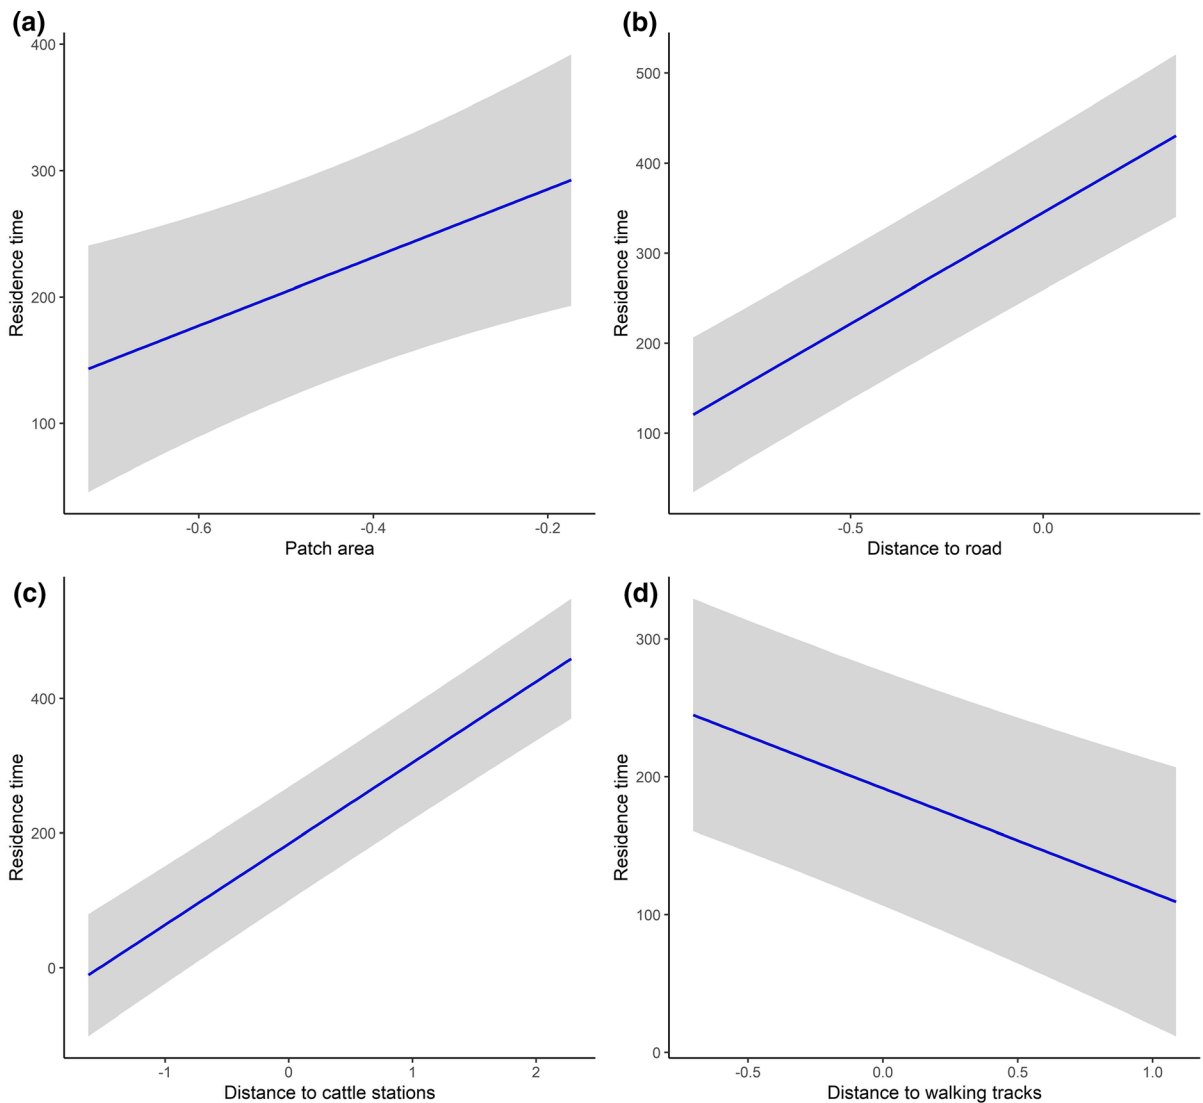 (a)
400
300
200
100
Residence time
-0.6
-0.4
-0.2
Patch area
(b)
500
400
300
200
100
Residence time
-0.5
0.0
Distance to road
(c)
400
200
0
Residence time
-1
0
1
2
Distance to cattle stations
(d)
300
200
100
0
Residence time
-0.5
0.0
0.5
1.0
Distance to walking tracks